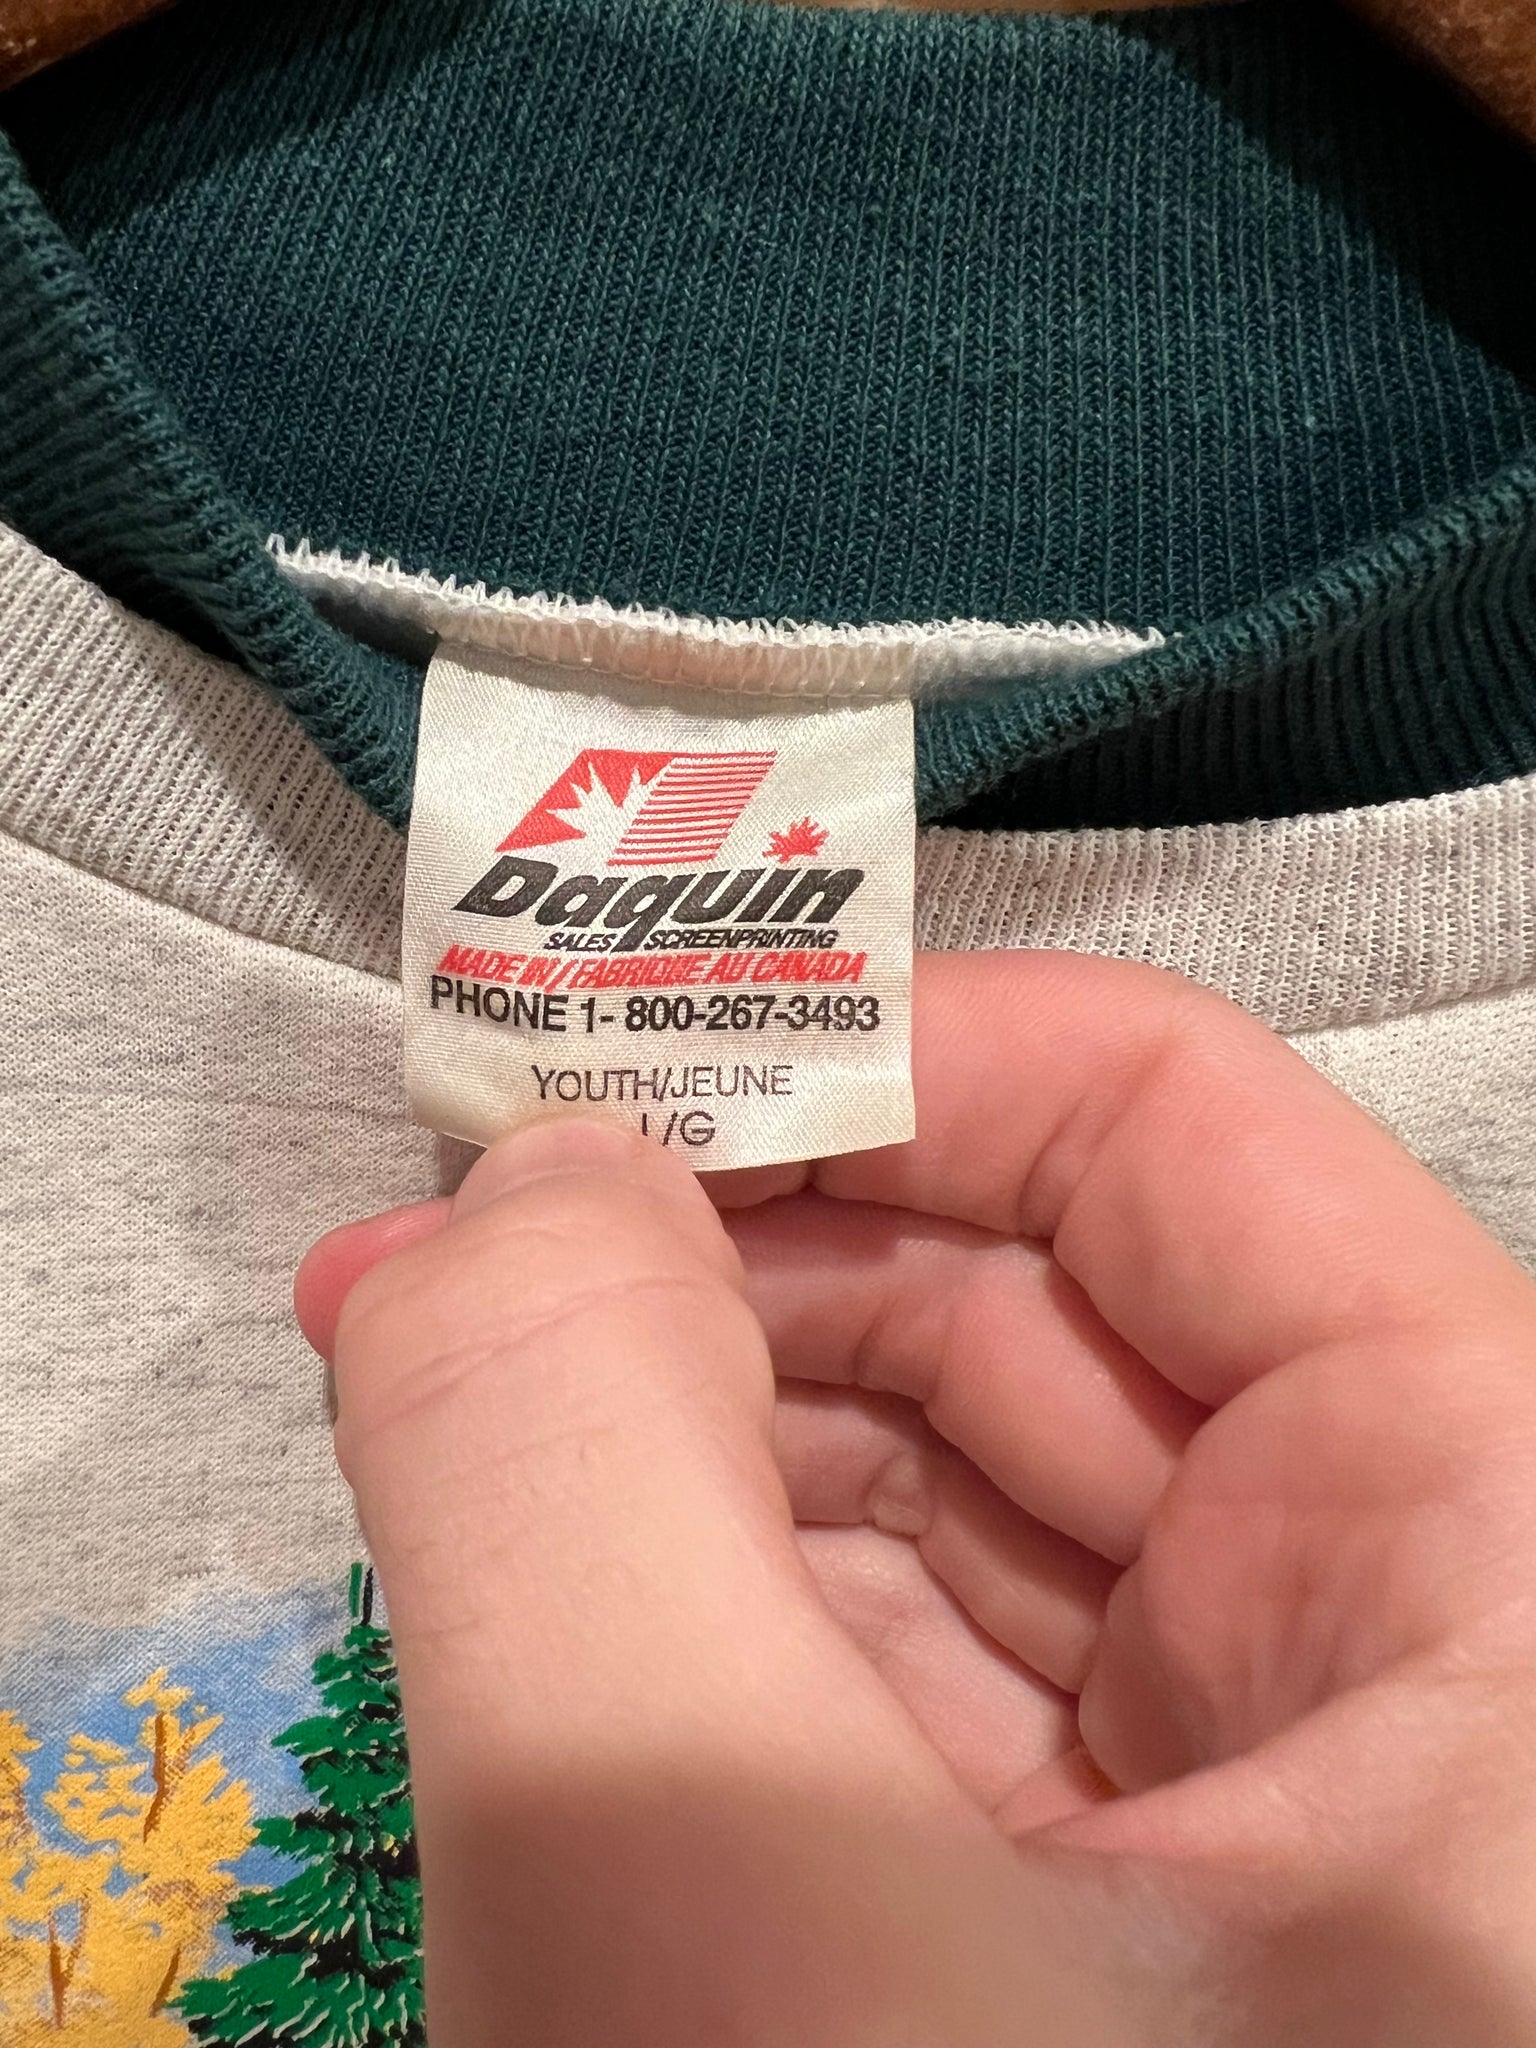 Daquin
SALES SCREENPRINTING
MADE IN / FABRIQUE AU CANADA
PHONE 1-800-267-3493
YOUTH/JEUNE
L/G